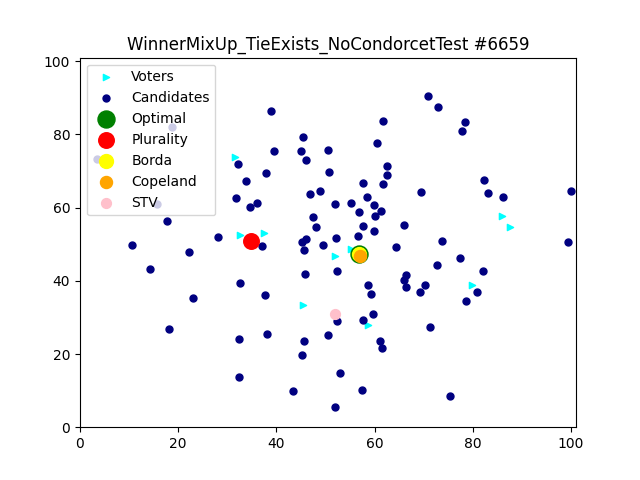 WinnerMixUp_TieExists_NoCondorcetTest #6659
100
80
60
40
20
0
Voters
Candidates
Optimal
Plurality
Borda
Copeland
STV
0 20 40 60 80 100